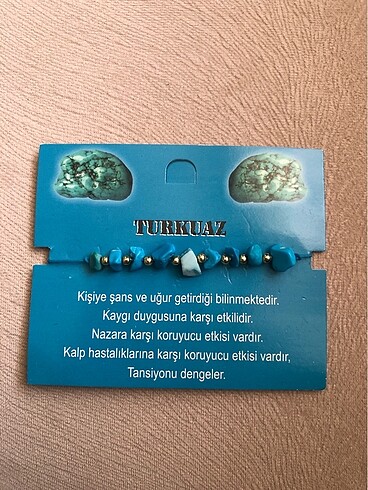 TURKUAZ
Kişiye şans ve uğur getirdiği bilinmektedir.
Kaygı duygusuna karşı etkilidir.
Nazara karşı koruyucu etkisi vardır.
Kalp hastalıklarına karşı koruyucu etkisi vardır,
Tansiyonu dengeler.